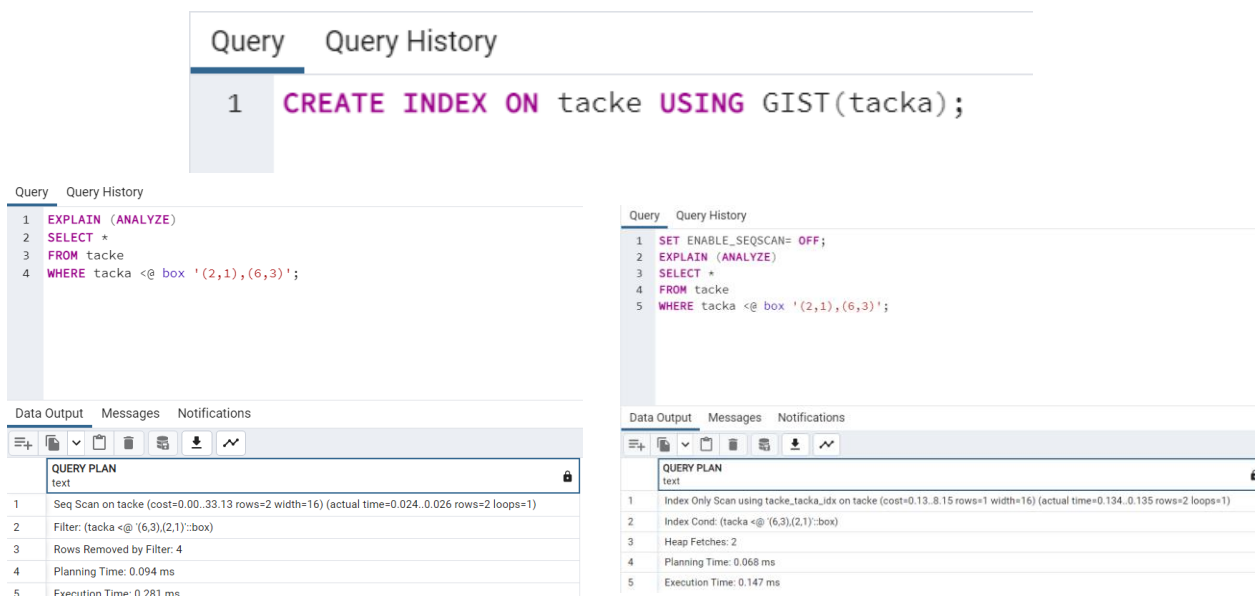 Query Query History
1 CREATE INDEX ON tacke USING GIST(tacka);
Query Query History
1 EXPLAIN (ANALYZE)
2 SELECT *
3 FROM tacke
4 WHERE tacka <@ box '(2,1),(6,3)';
Data Output Messages Notifications
QUERY PLAN
text
1 Seq Scan on tacke (cost=0.00..33.13 rows=2 width=16) (actual time=0.024..0.026 rows=2 loops=1)
2 Filter: (tacka <@ '(6,3),(2,1)'::box)
3 Rows Removed by Filter: 4
4 Planning Time: 0.094 ms
5 Execution Time: 0.281 ms
Query Query History
1 SET ENABLE_SEQSCAN= OFF;
2 EXPLAIN (ANALYZE)
3 SELECT *
4 FROM tacke
5 WHERE tacka <@ box '(2,1),(6,3)';
Data Output Messages Notifications
QUERY PLAN
text
1 Index Only Scan using tacke_tacka_idx on tacke (cost=0.13..8.15 rows=1 width=16) (actual time=0.134..0.135 rows=2 loops=1)
2 Index Cond: (tacka <@ '(6,3),(2,1)'::box)
3 Heap Fetches: 2
4 Planning Time: 0.068 ms
5 Execution Time: 0.147 ms